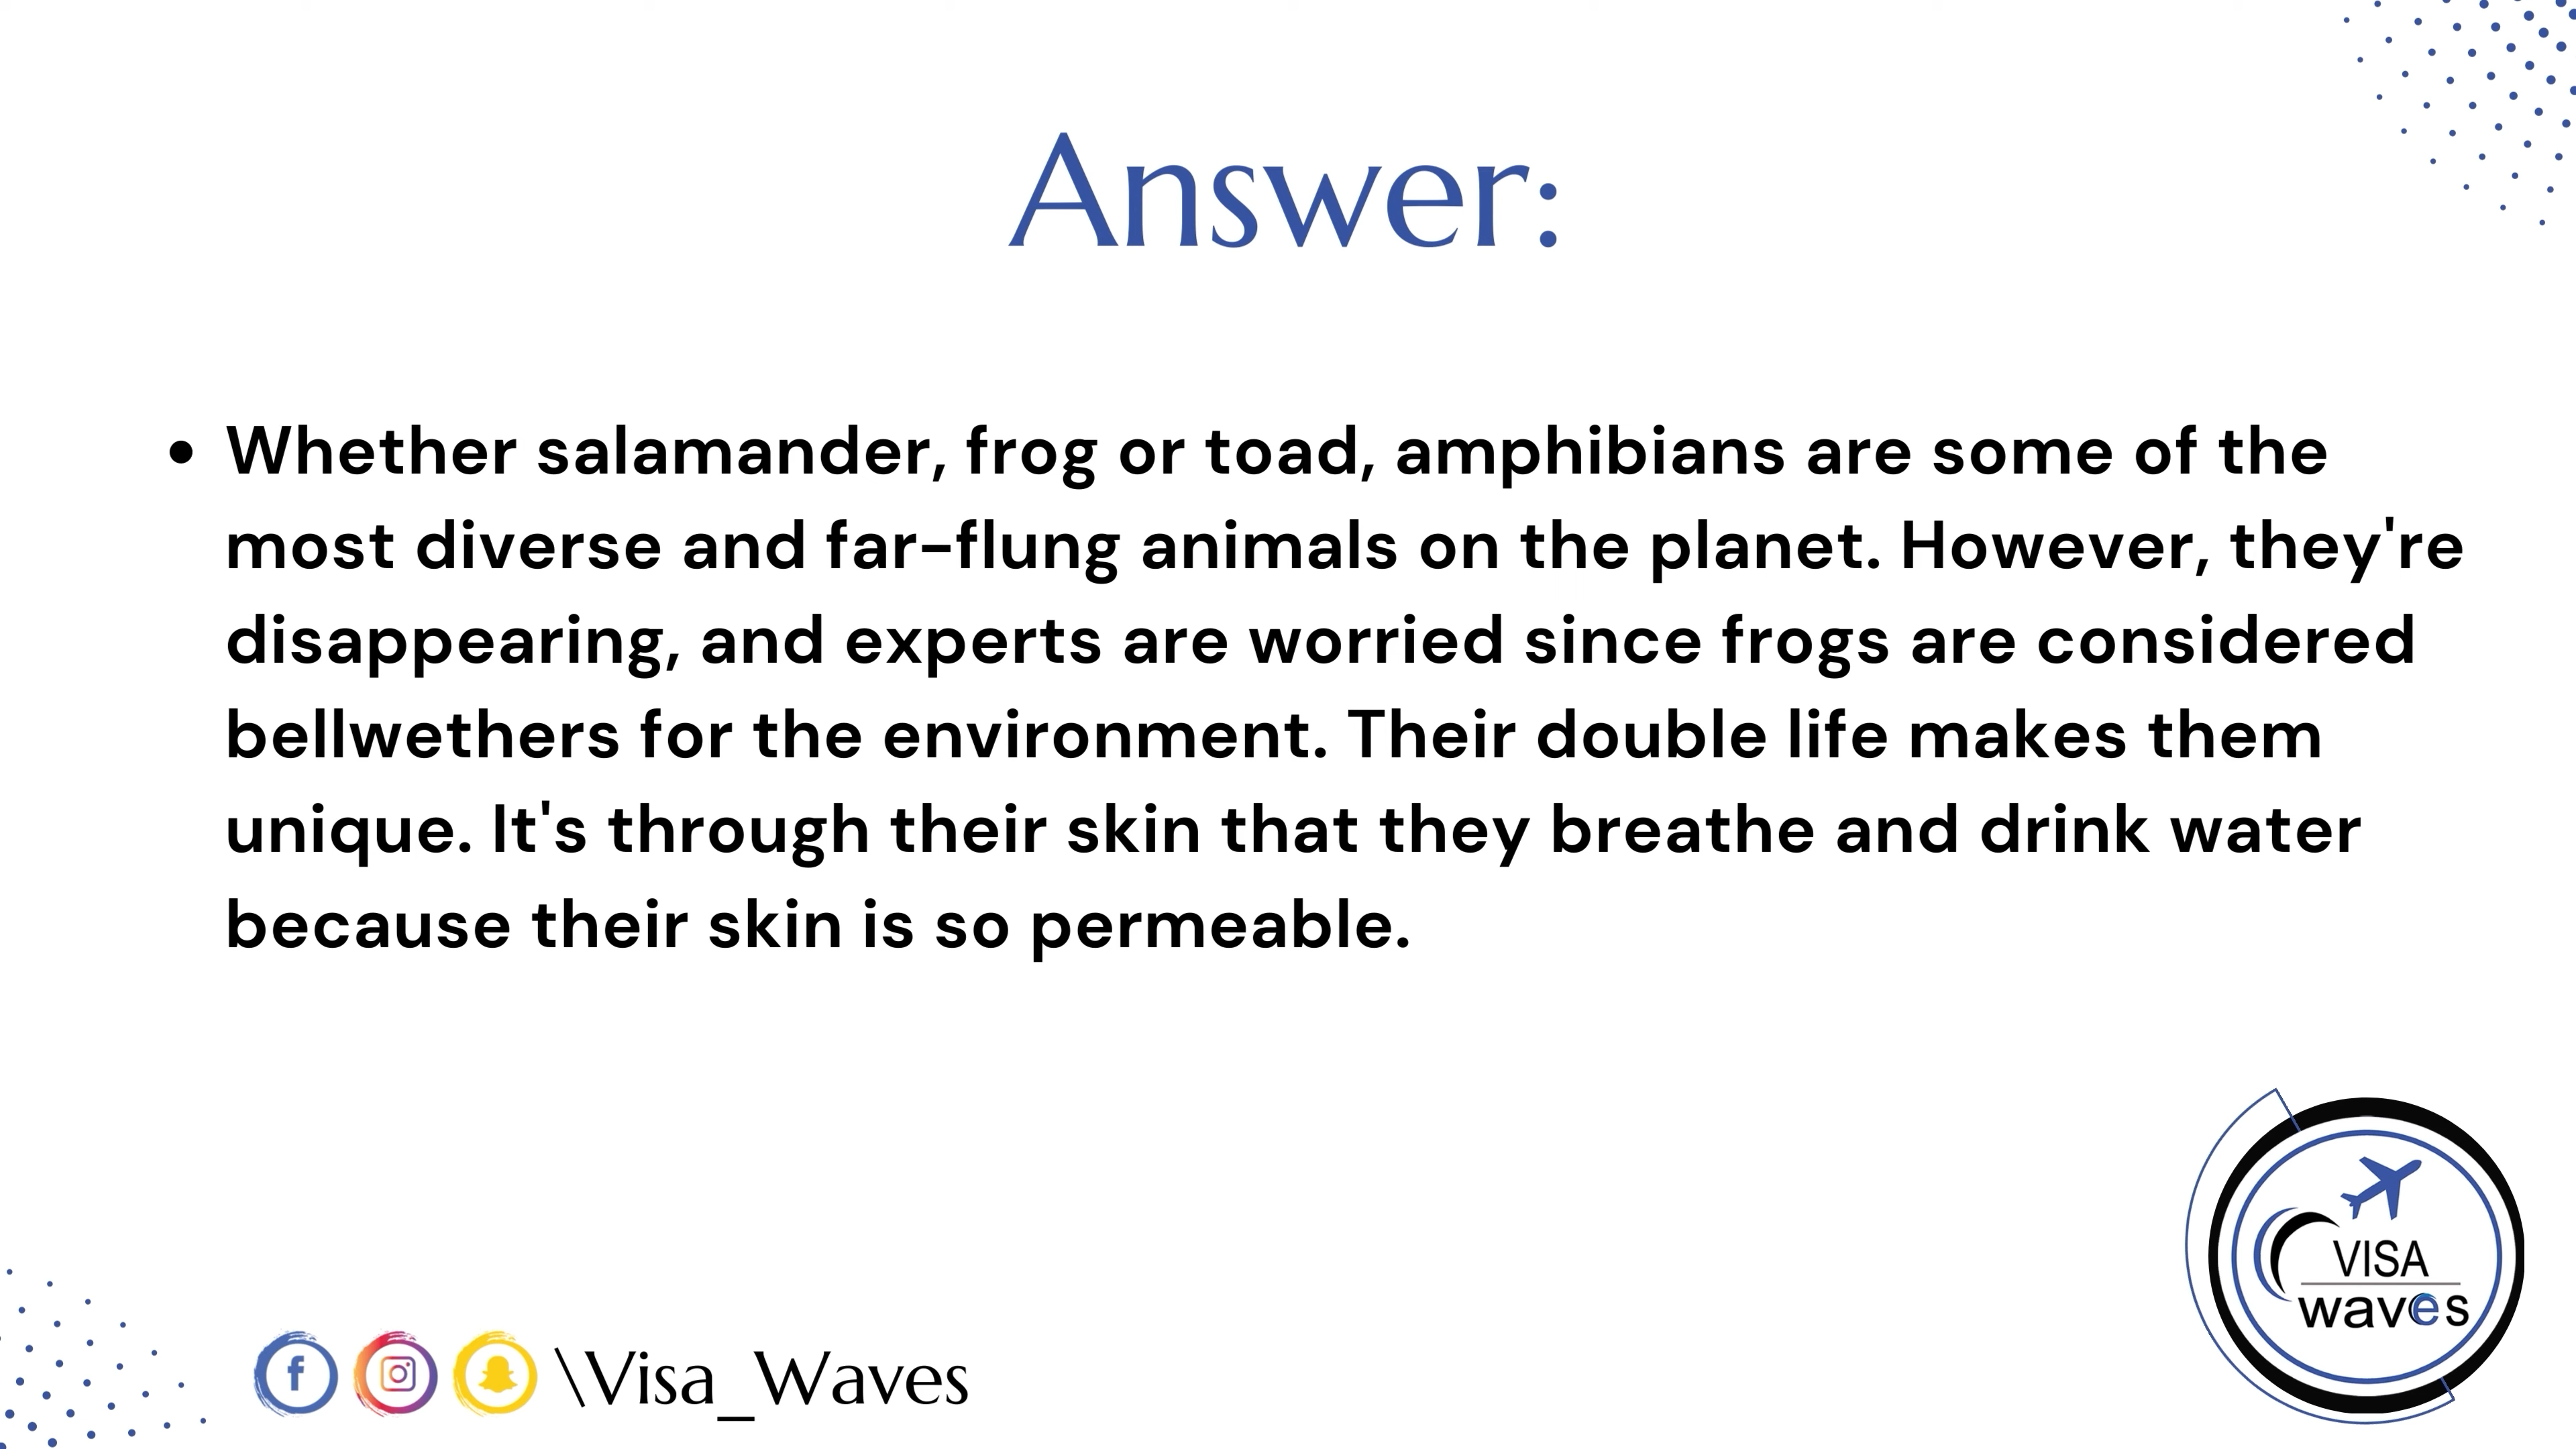 Answer:
• Whether salamander, frog or toad, amphibians are some of the
most diverse and far-flung animals on the planet. However, they're
disappearing, and experts are worried since frogs are considered
bellwethers for the environment. Their double life makes them
unique. It's through their skin that they breathe and drink water
because their skin is so permeable.
VISA
waves
\Visa_Waves